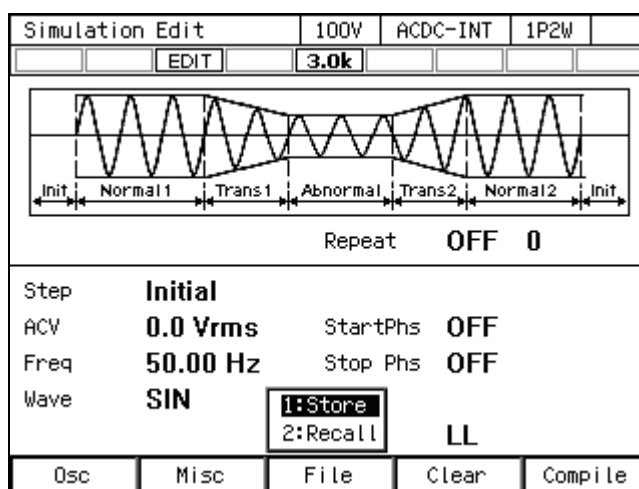 Simulation Edit 100V ACDC-INT 1P2W
EDIT 3.0k
Init Normal1 Trans1 Abnormal Trans2 Normal2 Init
Repeat OFF 0
Step Initial
ACV 0.0 Vrms StartPhs OFF
Freq 50.00 Hz Stop Phs OFF
Wave SIN 1:Store
2:Recall LL
Osc Misc File Clear Compile